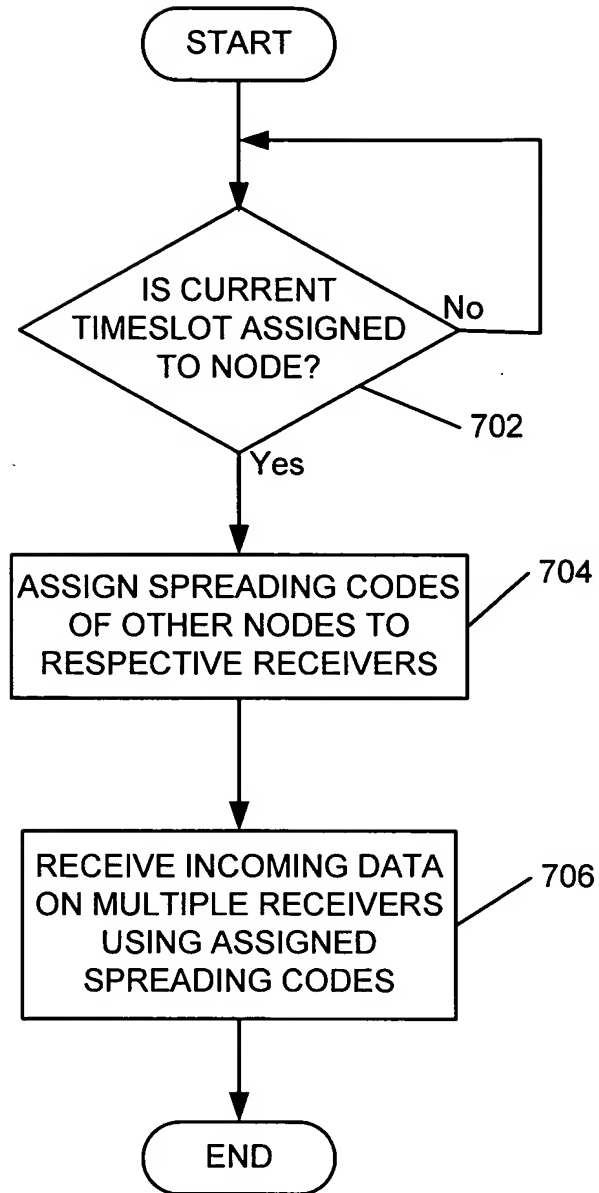 START
IS CURRENT
TIMESLOT ASSIGNED
TO NODE?
No
702
Yes
ASSIGN SPREADING CODES
OF OTHER NODES TO
RESPECTIVE RECEIVERS
704
RECEIVE INCOMING DATA
ON MULTIPLE RECEIVERS
USING ASSIGNED
SPREADING CODES
706
END